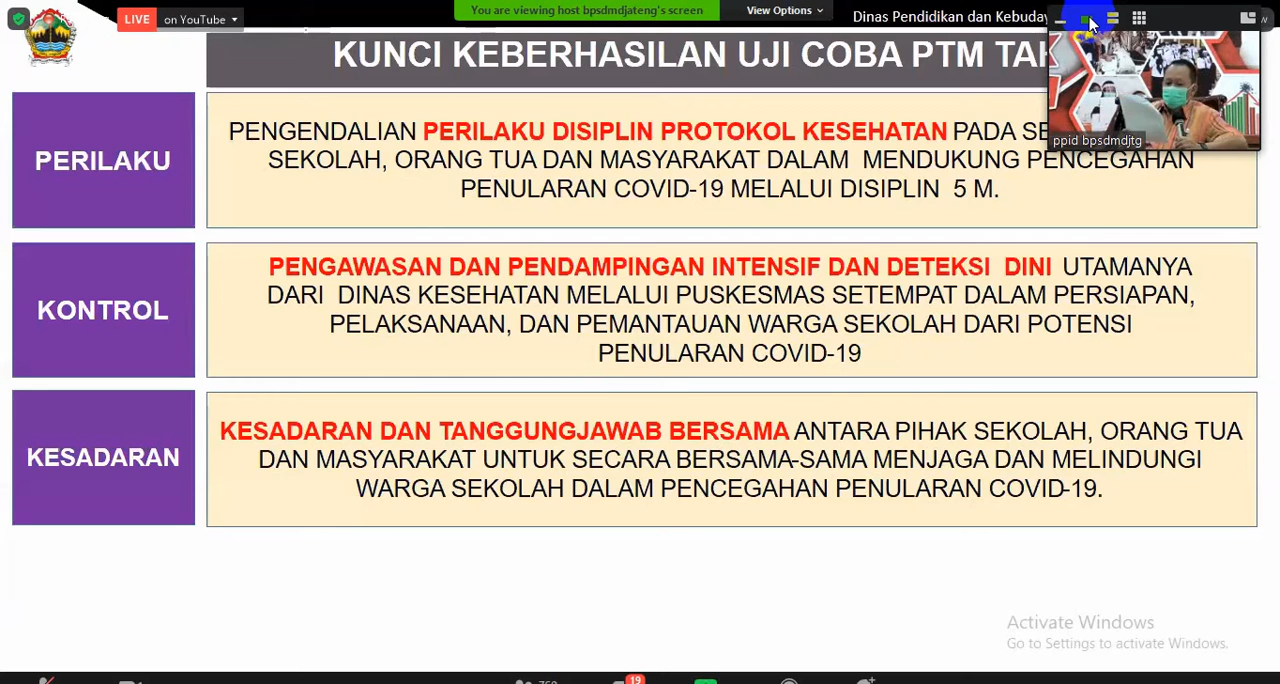 LIVE on YouTube
You are viewing host bpsdmdjateng's screen
View Options
Dinas Pendidikan dan
KUNCI KEBERHASILAN UJI COBA PTM
ppid bpsdmdjtg
PERILAKU
PENGENDALIAN PERILAKU DISIPLIN PROTOKOL KESEHATAN PADA
SEKOLAH, ORANG TUA DAN MASYARAKAT DALAM MENDUKUNG PENCEGAHAN
PENULARAN COVID-19 MELALUI DISIPLIN 5 M.
KONTROL
PENGAWASAN DAN PENDAMPINGAN INTENSIF DAN DETEKSI DINI UTAMANYA
DARI DINAS KESEHATAN MELALUI PUSKESMAS SETEMPAT DALAM PERSIAPAN,
PELAKSANAAN, DAN PEMANTAUAN WARGA SEKOLAH DARI POTENSI
PENULARAN COVID-19
KESADARAN
KESADARAN DAN TANGGUNGJAWAB BERSAMA ANTARA PIHAK SEKOLAH, ORANG TUA
DAN MASYARAKAT UNTUK SECARA BERSAMA-SAMA MENJAGA DAN MELINDUNGI
WARGA SEKOLAH DALAM PENCEGAHAN PENULARAN COVID-19.
Activate Windows
Go to Settings to activate Windows.
19